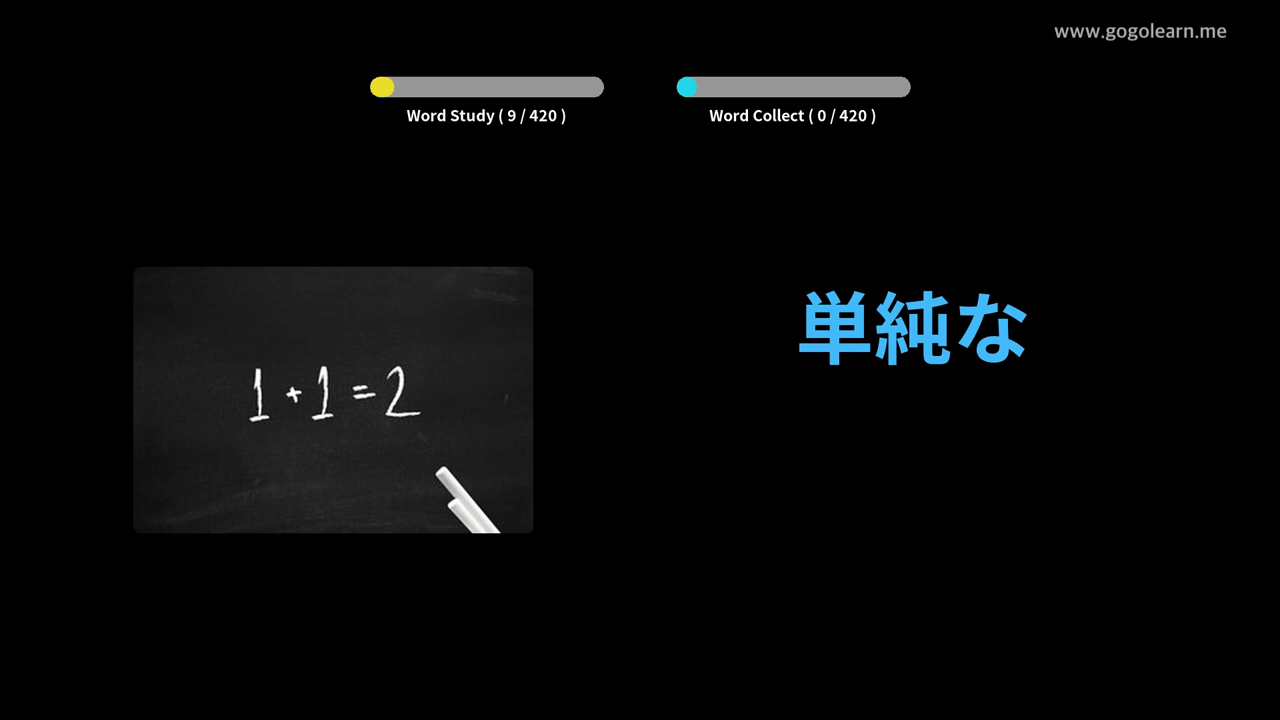 www.gogolearn.me
Word Study ( 9 / 420 )
Word Collect ( 0 / 420 )
1 + 1 = 2
単純な